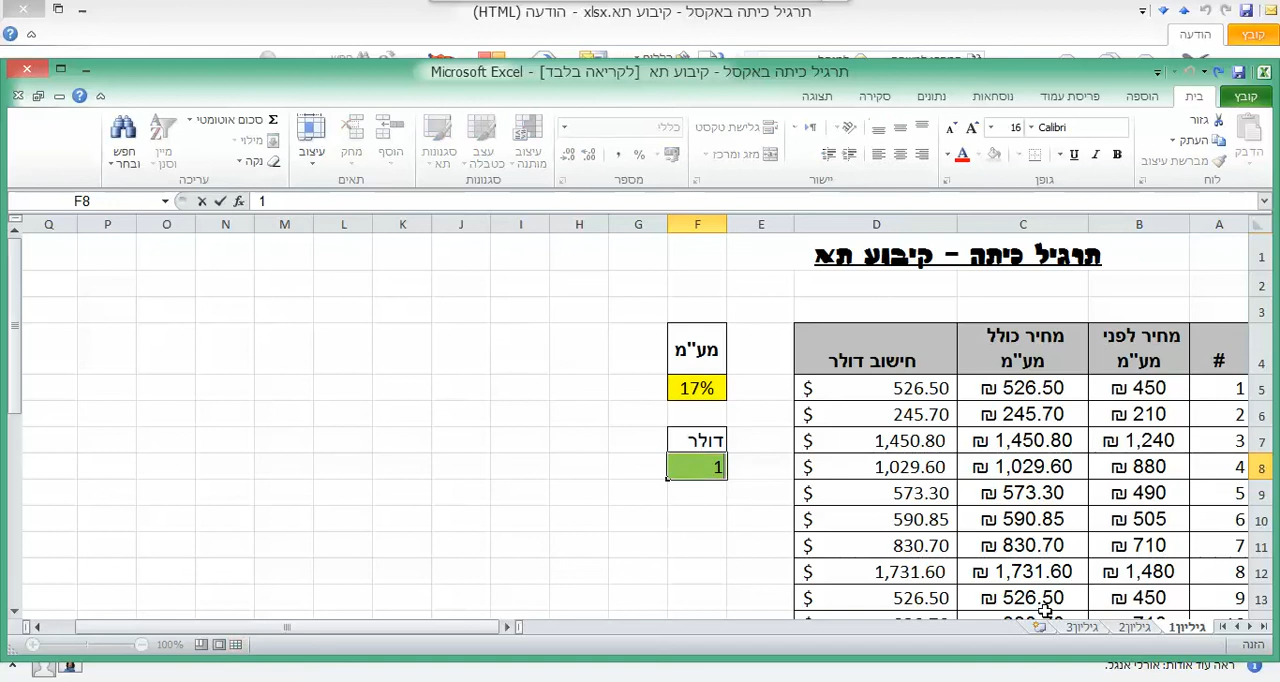 תרגיל כיתה באקסל - קיבוע תא.xlsx - הודעה (HTML)
קובץ
הודעה
תרגיל כיתה באקסל - קיבוע תא [לקריאה בלבד] - Microsoft Excel
קובץ בית הוספה פריסת עמוד נוסחאות נתונים סקירה תצוגה
הדבק
גזור
העתק
מברשת עיצוב
לוח
Calibri 16
B I U
גופן
גלישת טקסט
מזג ומרכז
יישור
כללי
מספר
עיצוב מותנה
עצב כטבלה
סגנונות תא
סגנונות
הוסף
מחק
עיצוב
תאים
סכום אוטומטי
מילוי
נקה
מיין וסנן
חפש ובחר
עריכה
F8 fx 1
A B C D E F G H I J K L M N O P Q
1 תרגיל כיתה - קיבוע תא
2
3
4 # מחיר לפני מע"מ מחיר כולל מע"מ חישוב דולר מע"מ
5 1 450 ₪ 526.50 ₪ $ 526.50 17%
6 2 210 ₪ 245.70 ₪ $ 245.70
7 3 1,240 ₪ 1,450.80 ₪ $ 1,450.80 דולר
8 4 880 ₪ 1,029.60 ₪ $ 1,029.60 1
9 5 490 ₪ 573.30 ₪ $ 573.30
10 6 505 ₪ 590.85 ₪ $ 590.85
11 7 710 ₪ 830.70 ₪ $ 830.70
12 8 1,480 ₪ 1,731.60 ₪ $ 1,731.60
13 9 450 ₪ 526.50 ₪ $ 526.50
גיליון1 גיליון2 גיליון3
הזנה 100%
ראה עוד אודות: אורלי אנגל.